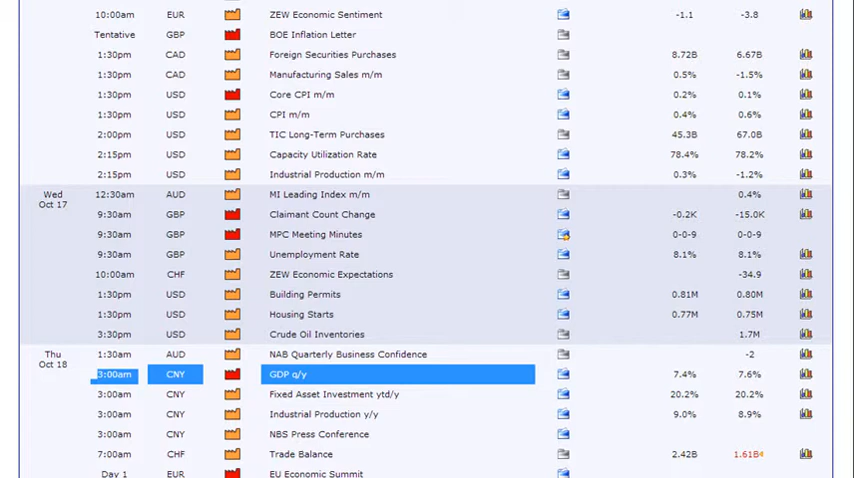 10:00am EUR ZEW Economic Sentiment -1.1 -3.8
Tentative GBP BOE Inflation Letter
1:30pm CAD Foreign Securities Purchases 8.72B 6.67B
1:30pm CAD Manufacturing Sales m/m 0.5% -1.5%
1:30pm USD Core CPI m/m 0.2% 0.1%
1:30pm USD CPI m/m 0.4% 0.6%
2:00pm USD TIC Long-Term Purchases 45.3B 67.0B
2:15pm USD Capacity Utilization Rate 78.4% 78.2%
2:15pm USD Industrial Production m/m 0.3% -1.2%
Wed Oct 17 12:30am AUD MI Leading Index m/m 0.4%
9:30am GBP Claimant Count Change -0.2K -15.0K
9:30am GBP MPC Meeting Minutes 0-0-9 0-0-9
9:30am GBP Unemployment Rate 8.1% 8.1%
10:00am CHF ZEW Economic Expectations -34.9
1:30pm USD Building Permits 0.81M 0.80M
1:30pm USD Housing Starts 0.77M 0.75M
3:30pm USD Crude Oil Inventories 1.7M
Thu Oct 18 1:30am AUD NAB Quarterly Business Confidence -2
3:00am CNY GDP q/y 7.4% 7.6%
3:00am CNY Fixed Asset Investment ytd/y 20.2% 20.2%
3:00am CNY Industrial Production y/y 9.0% 8.9%
3:00am CNY NBS Press Conference
7:00am CHF Trade Balance 2.42B 1.61B
Day 1 EUR EU Economic Summit